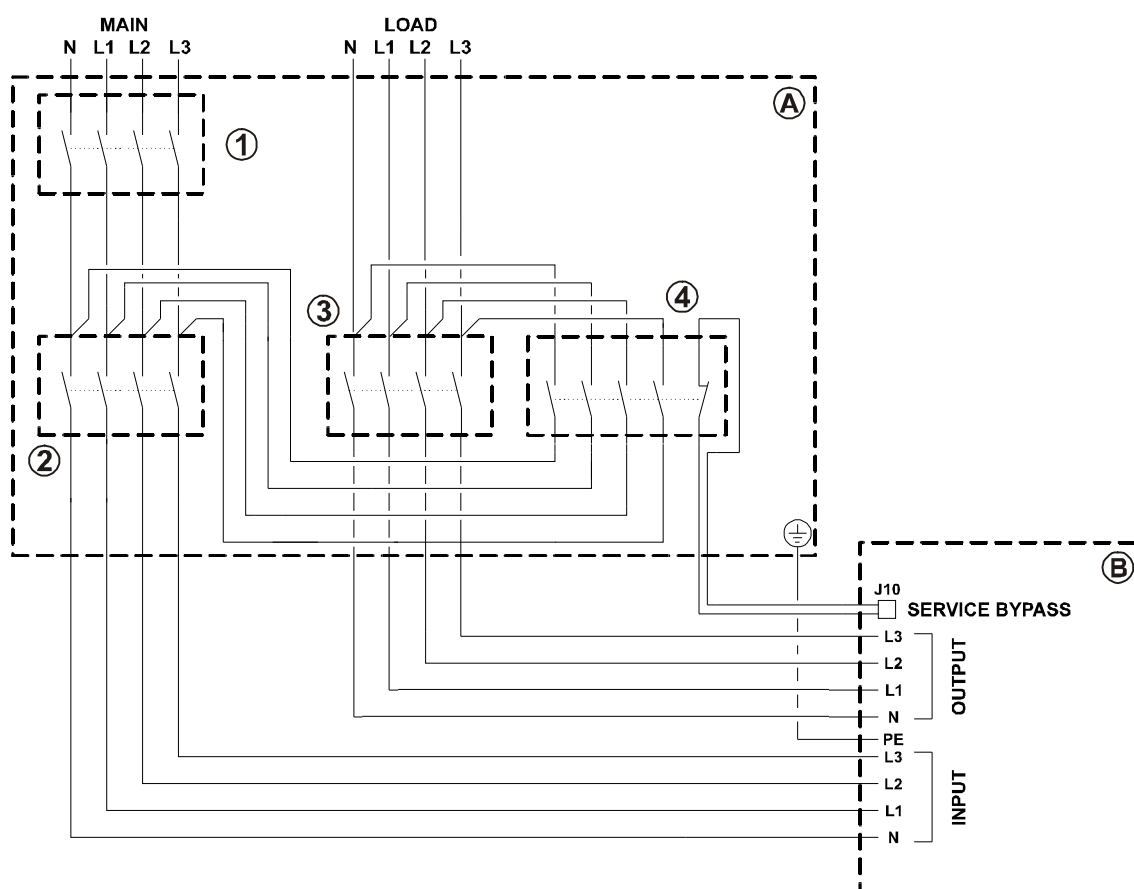 MAIN
N L1 L2 L3
LOAD
N L1 L2 L3
A
1
3
4
2
B
J10
SERVICE BYPASS
L3
L2
L1
N
OUTPUT
PE
L3
L2
L1
N
INPUT